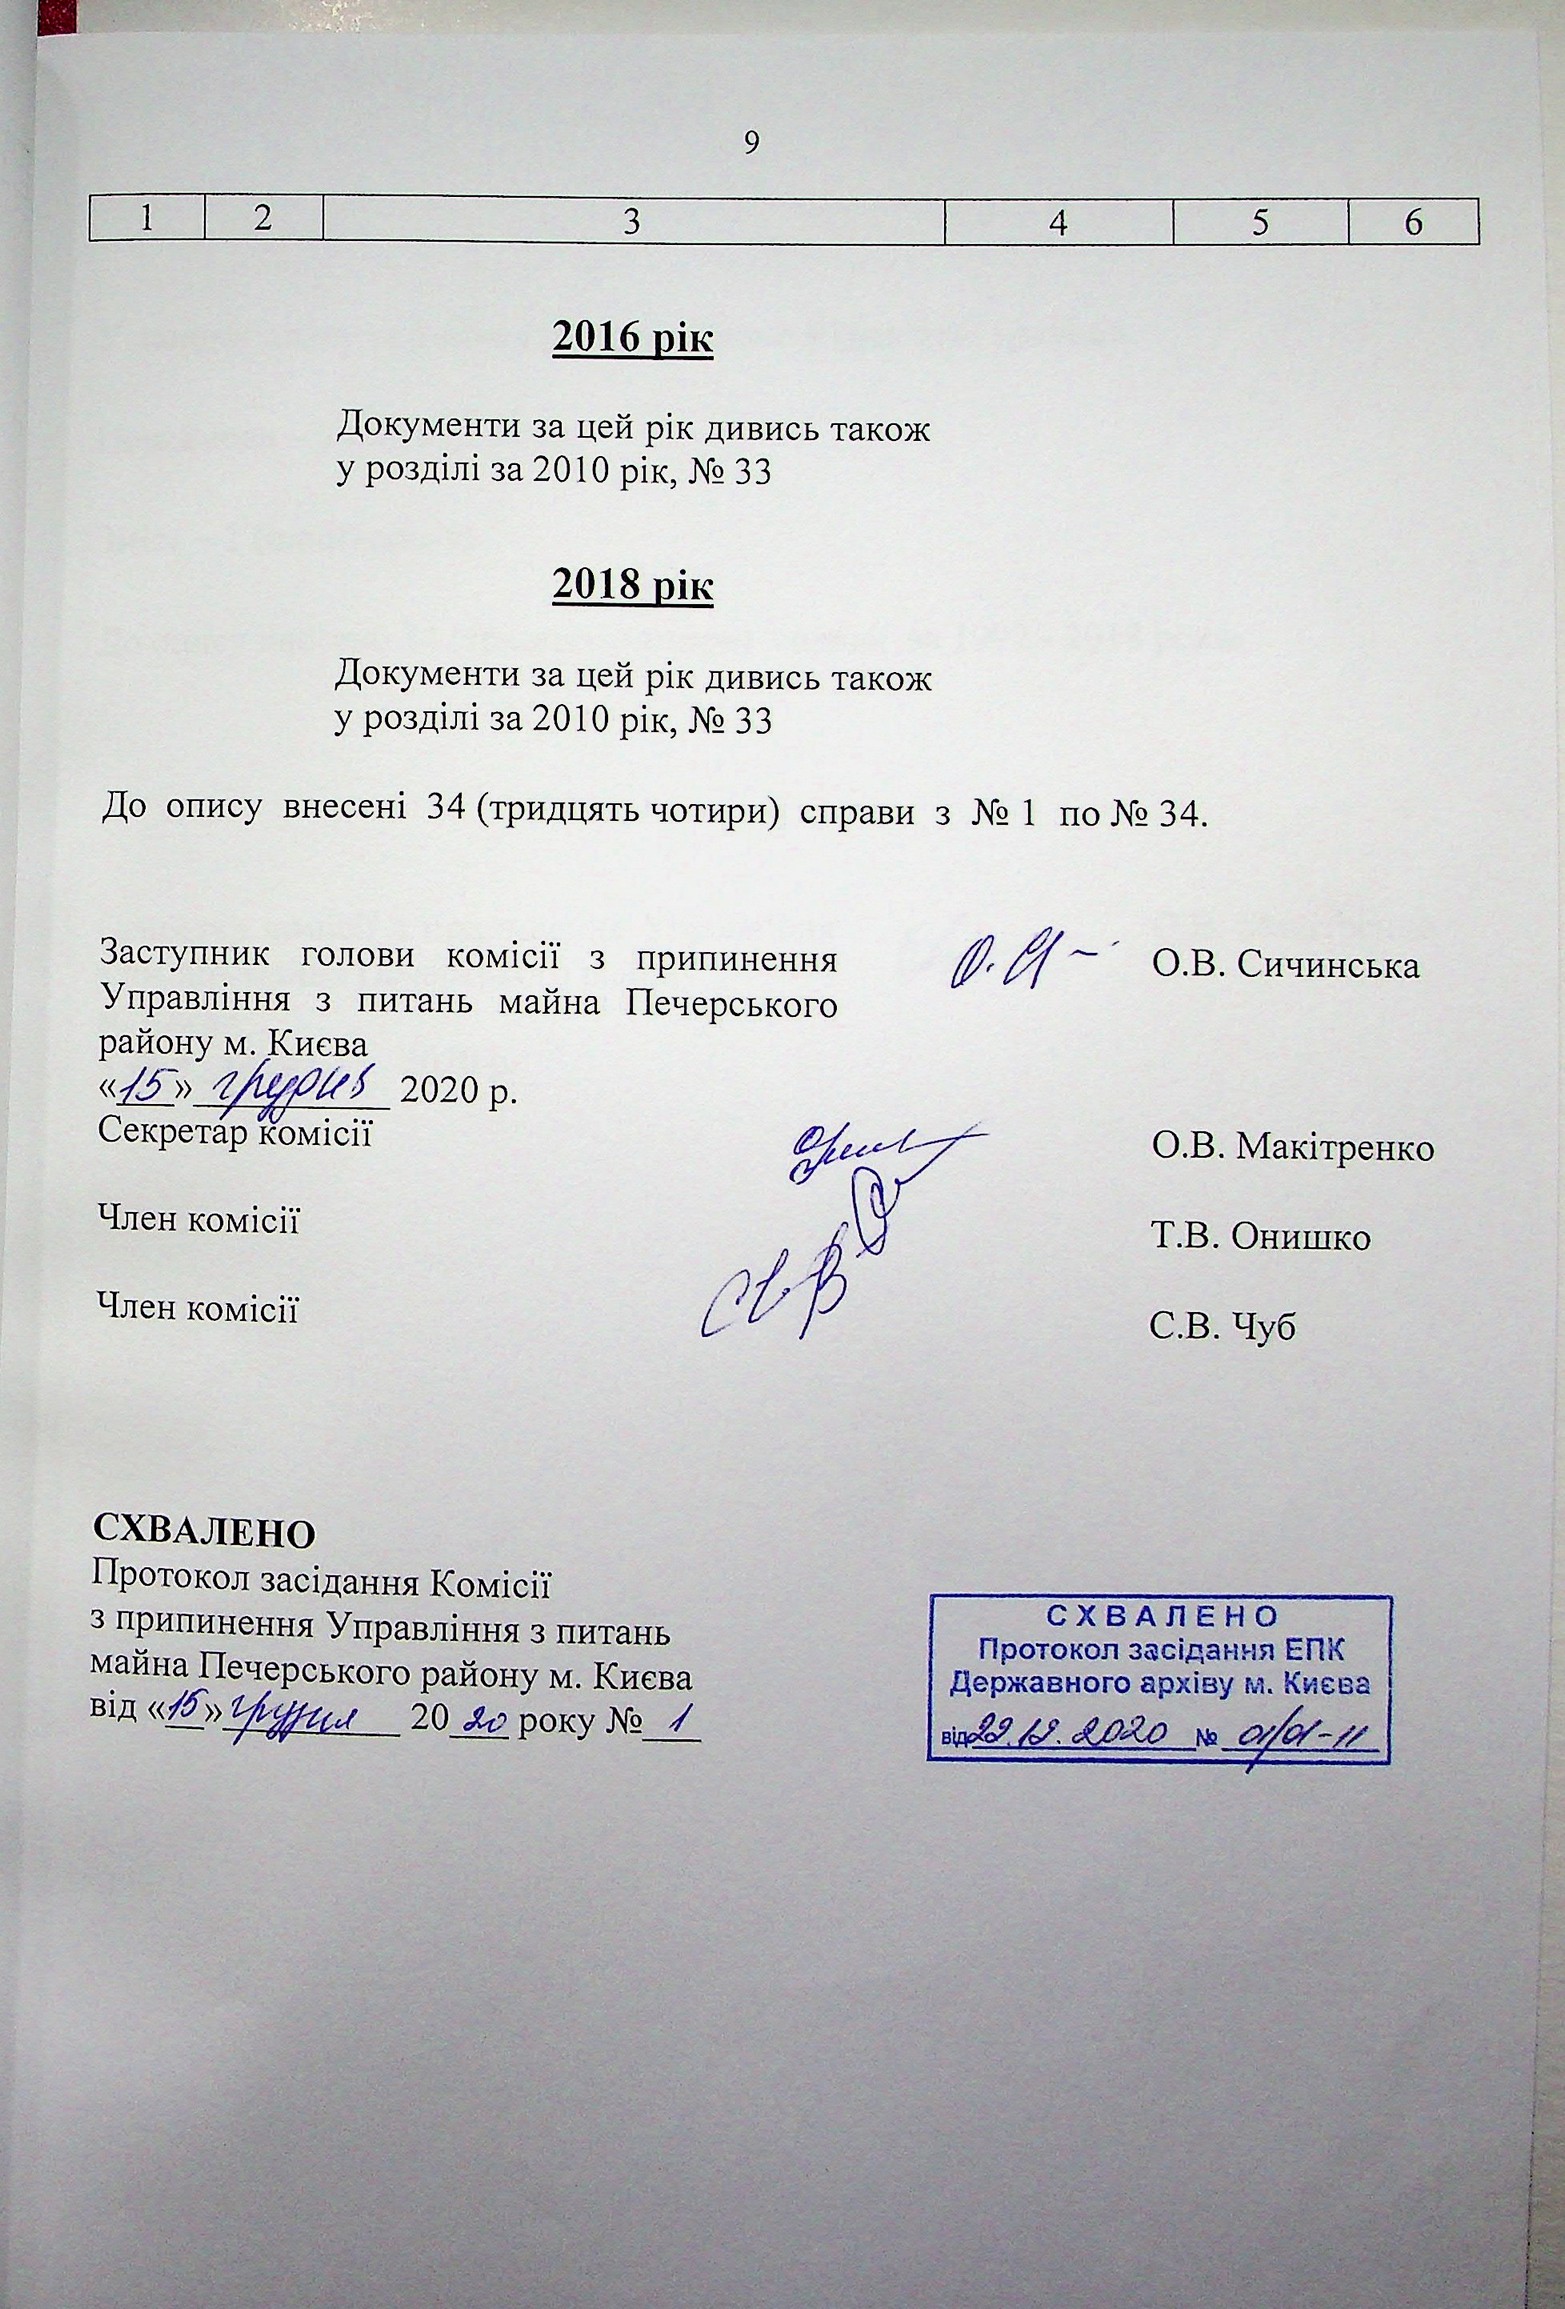 9
1 2 3 4 5 6
2016 рік
Документи за цей рік дивись також
у розділі за 2010 рік, № 33
2018 рік
Документи за цей рік дивись також
у розділі за 2010 рік, № 33
До опису внесені 34 (тридцять чотири) справи з № 1 по № 34.
Заступник голови комісії з припинення
Управління з питань майна Печерського
району м. Києва
О.В. Сичинська
«15» грудня 2020 р.
Секретар комісії
О.В. Макітренко
Член комісії
Т.В. Онишко
Член комісії
С.В. Чуб
СХВАЛЕНО
Протокол засідання Комісії
з припинення Управління з питань
майна Печерського району м. Києва
від «15» грудня 2020 року № 1
СХВАЛЕНО
Протокол засідання ЕПК
Державного архіву м. Києва
від 22.12.2020 №